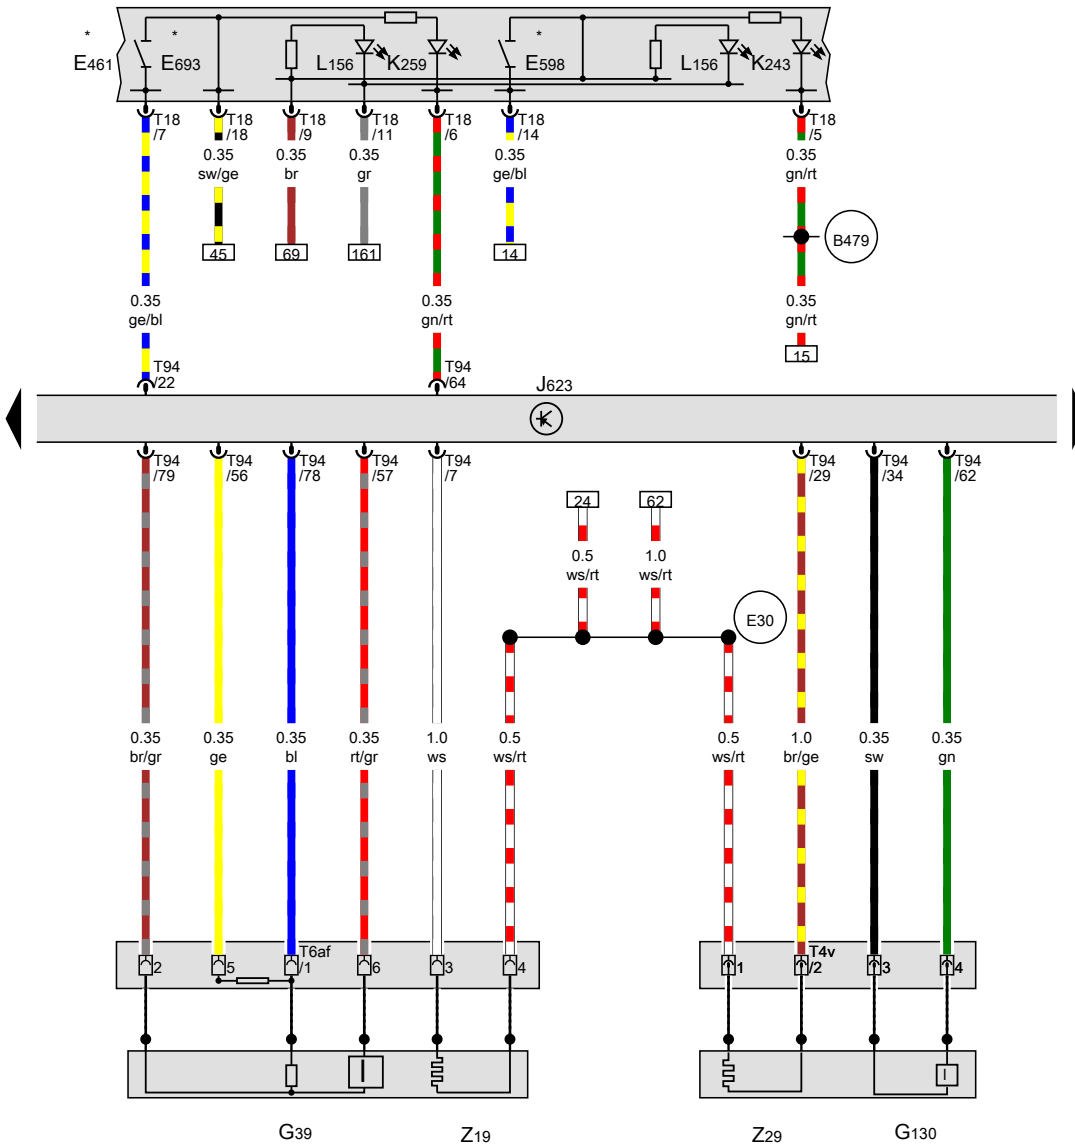 * * *
E461 E693 L156 K259 E598 L156 K243
T18 T18 T18 T18 T18 T18 T18
/7 /18 /9 /11 /6 /14 /5
0.35 0.35 0.35 0.35 0.35
sw/ge br gr ge/bl gn/rt
45 69 161 14
B479
0.35 0.35 0.35
ge/bl gn/rt gn/rt
15
T94 T94
/22 /64
J623
T94 T94 T94 T94 T94 T94 T94 T94
/79 /56 /78 /57 /7 /29 /34 /62
24 62
0.5 1.0
ws/rt ws/rt
E30
0.35 0.35 0.35 0.35 1.0 0.5 0.5 1.0 0.35 0.35
br/gr ge bl rt/gr ws ws/rt ws/rt br/ge sw gn
T6af T4v
2 5 /1 6 3 4 1 /2 3 4
G39 Z19 Z29 G130